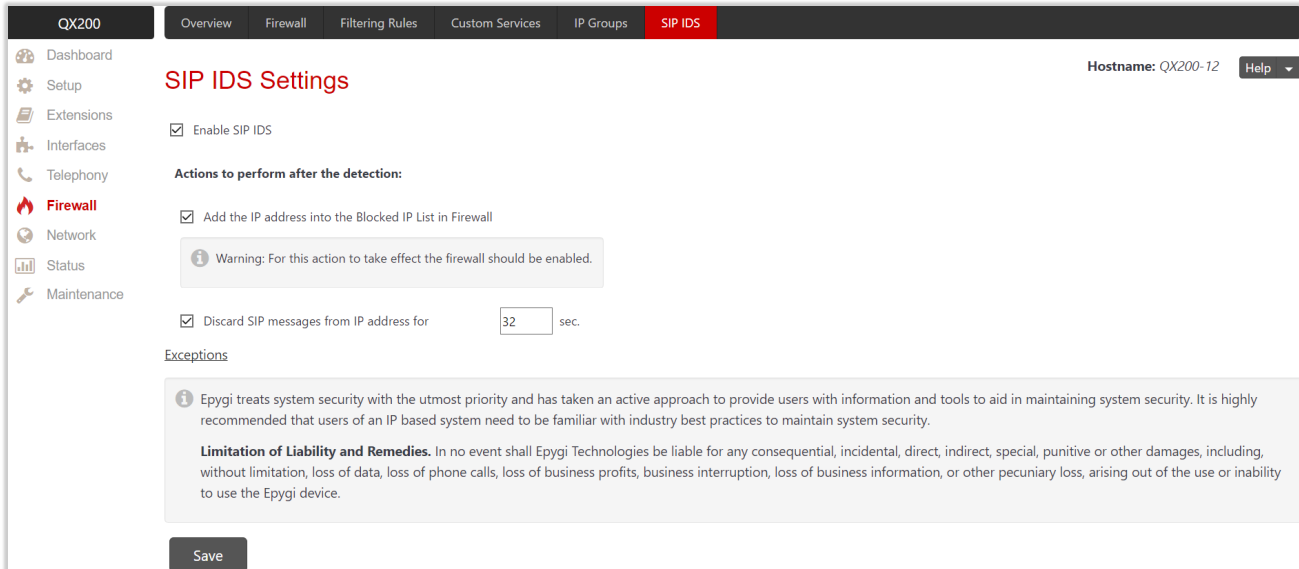 QX200
Overview Firewall Filtering Rules Custom Services IP Groups SIP IDS
Dashboard
Setup
Extensions
Interfaces
Telephony
Firewall
Network
Status
Maintenance
Hostname: QX200-12 Help
SIP IDS Settings
Enable SIP IDS
Actions to perform after the detection:
Add the IP address into the Blocked IP List in Firewall
Warning: For this action to take effect the firewall should be enabled.
Discard SIP messages from IP address for 32 sec.
Exceptions
Epygi treats system security with the utmost priority and has taken an active approach to provide users with information and tools to aid in maintaining system security. It is highly
recommended that users of an IP based system need to be familiar with industry best practices to maintain system security.
Limitation of Liability and Remedies. In no event shall Epygi Technologies be liable for any consequential, incidental, direct, indirect, special, punitive or other damages, including,
without limitation, loss of data, loss of phone calls, loss of business profits, business interruption, loss of business information, or other pecuniary loss, arising out of the use or inability
to use the Epygi device.
Save